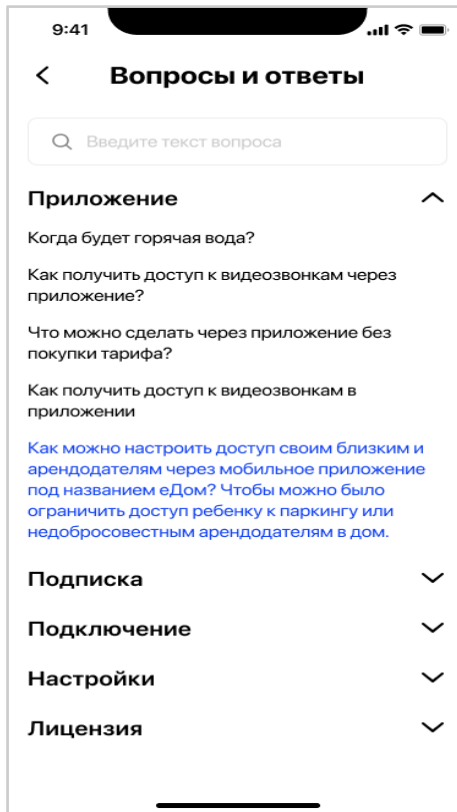 9:41
Вопросы и ответы
Введите текст вопроса
Приложение
Когда будет горячая вода?
Как получить доступ к видеозвонкам через
приложение?
Что можно сделать через приложение без
покупки тарифа?
Как получить доступ к видеозвонкам в
приложении
Как можно настроить доступ своим близким и
арендодателям через мобильное приложение
под названием еДом? Чтобы можно было
ограничить доступ ребенку к паркингу или
недобросовестным арендодателям в дом.
Подписка
Подключение
Настройки
Лицензия